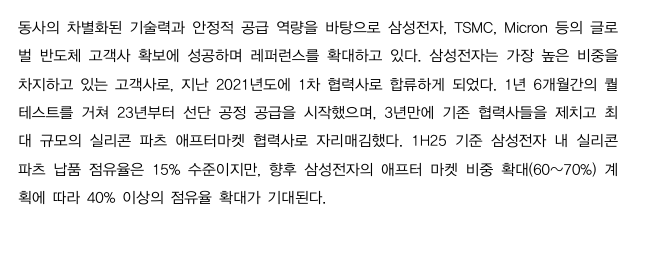 동사의 차별화된 기술력과 안정적 공급 역량을 바탕으로 삼성전자, TSMC, Micron 등의 글로
벌 반도체 고객사 확보에 성공하며 레퍼런스를 확대하고 있다. 삼성전자는 가장 높은 비중을
차지하고 있는 고객사로, 지난 2021년도에 1차 협력사로 합류하게 되었다. 1년 6개월간의 퀄
테스트를 거쳐 23년부터 선단 공정 공급을 시작했으며, 3년만에 기존 협력사들을 제치고 최
대 규모의 실리콘 파츠 애프터마켓 협력사로 자리매김했다. 1H25 기준 삼성전자 내 실리콘
파츠 납품 점유율은 15% 수준이지만, 향후 삼성전자의 애프터 마켓 비중 확대(60~70%) 계
획에 따라 40% 이상의 점유율 확대가 기대된다.